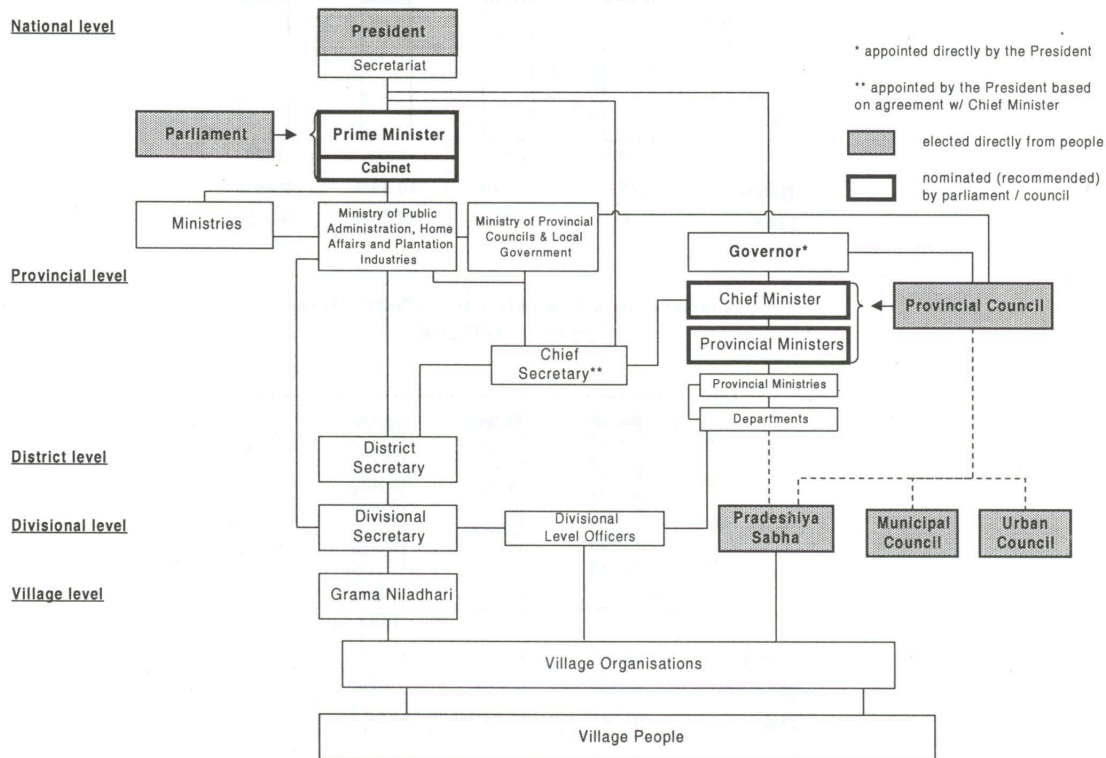 National level
President
Secretariat
* appointed directly by the President
** appointed by the President based
on agreement w/ Chief Minister
elected directly from people
nominated (recommended)
by parliament / council
Parliament
Prime Minister
Cabinet
Ministries
Ministry of Public
Administration, Home
Affairs and Plantation
Industries
Ministry of Provincial
Councils & Local
Government
Provincial level
Governor*
Chief Minister
Provincial Council
Provincial Ministers
Chief
Secretary**
Provincial Ministries
Departments
District level
District
Secretary
Divisional level
Divisional
Secretary
Divisional
Level Officers
Pradeshiya
Sabha
Municipal
Council
Urban
Council
Village level
Grama Niladhari
Village Organisations
Village People